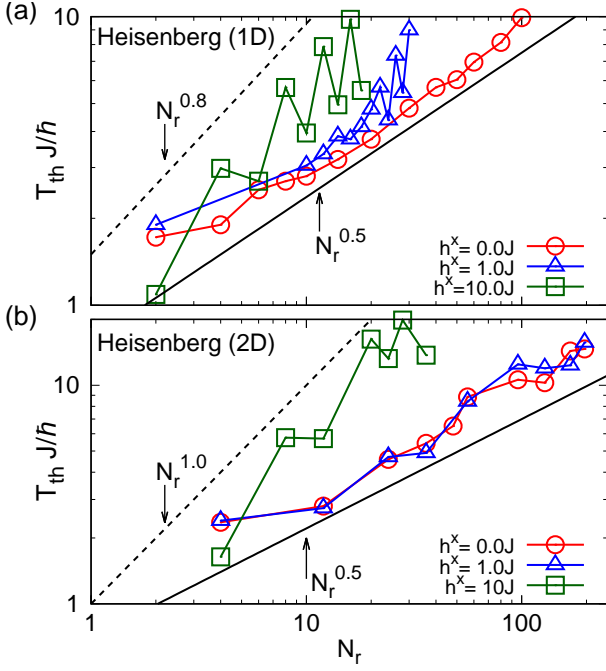 (a)
Heisenberg (1D)
N_r^0.8
N_r^0.5
T_th J/ħ
10
1
h^x = 0.0J
h^x = 1.0J
h^x=10.0J
(b)
Heisenberg (2D)
N_r^1.0
N_r^0.5
T_th J/ħ
10
1
h^x = 0.0J
h^x = 1.0J
h^x = 10J
1 10 100
N_r